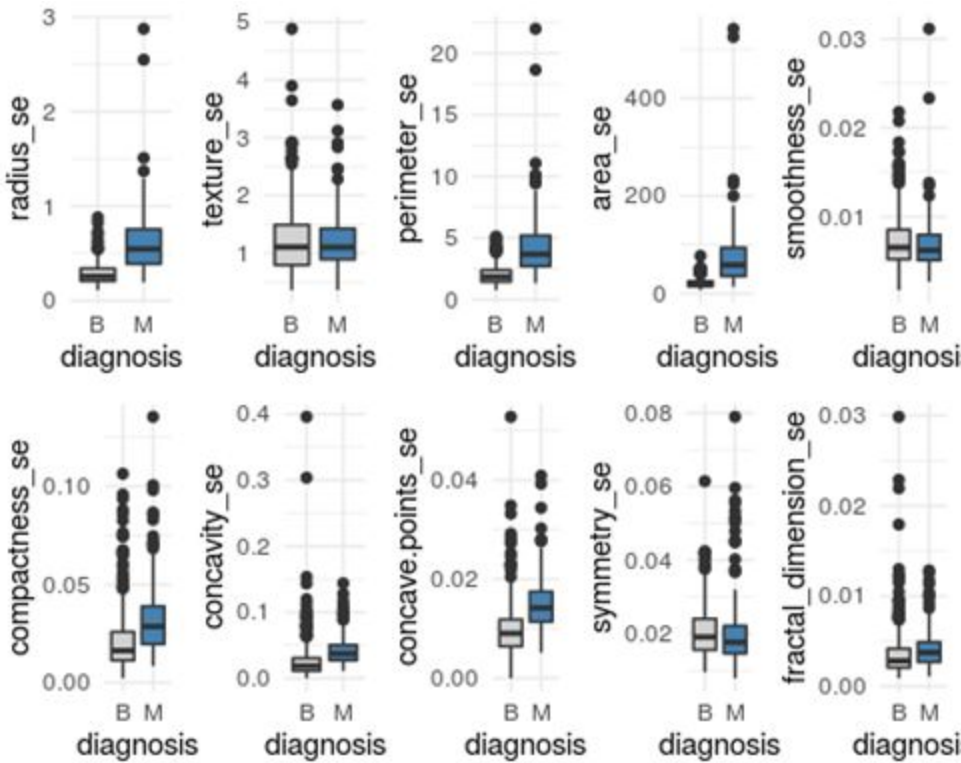 radius_se
3
2
1
0
B M
diagnosis
texture_se
5
4
3
2
1
B M
diagnosis
perimeter_se
20
15
10
5
0
B M
diagnosis
area_se
400
200
0
B M
diagnosis
smoothness_se
0.03
0.02
0.01
B M
diagnosis
compactness_se
0.10
0.05
0.00
B M
diagnosis
concavity_se
0.4
0.3
0.2
0.1
0.0
B M
diagnosis
concave.points_se
0.04
0.02
0.00
B M
diagnosis
symmetry_se
0.08
0.06
0.04
0.02
B M
diagnosis
fractal_dimension_se
0.03
0.02
0.01
0.00
B M
diagnosis